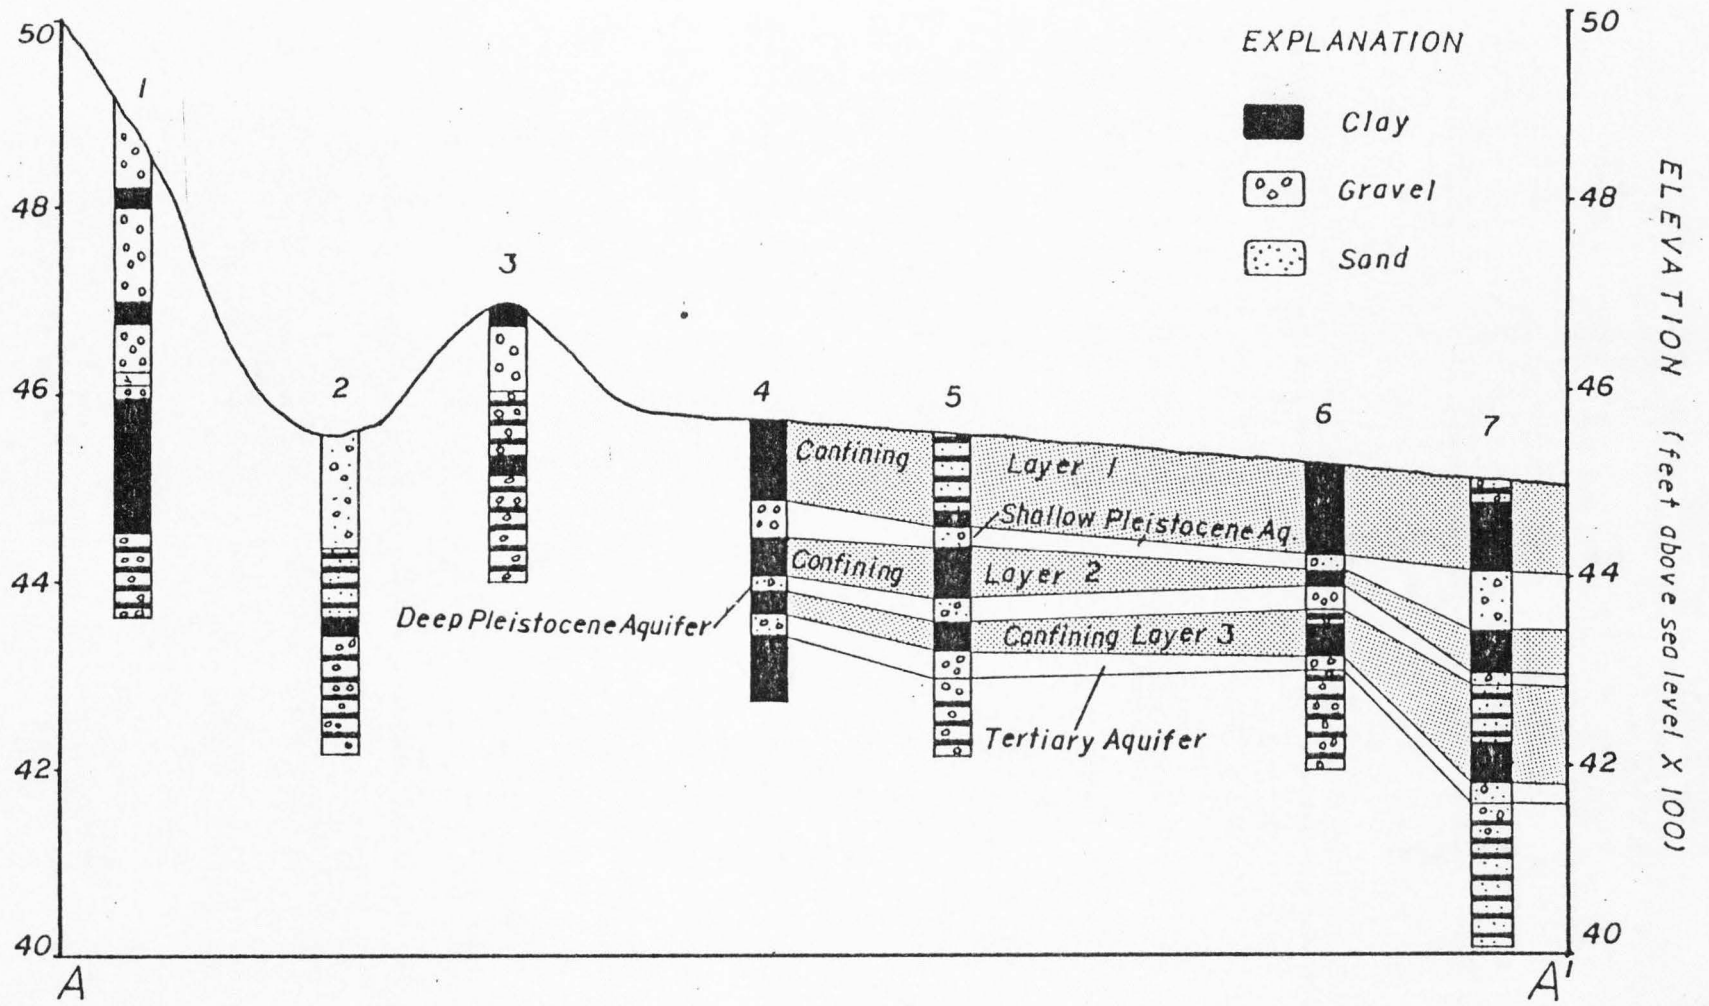 50
48
46
44
42
40
1
2
3
4
5
6
7
EXPLANATION
Clay
Gravel
Sand
50
48
46
44
42
40
ELEVATION (feet above sea level X 100)
Confining Layer 1
Shallow Pleistocene Aq.
Confining Layer 2
Deep Pleistocene Aquifer
Confining Layer 3
Tertiary Aquifer
A
A'